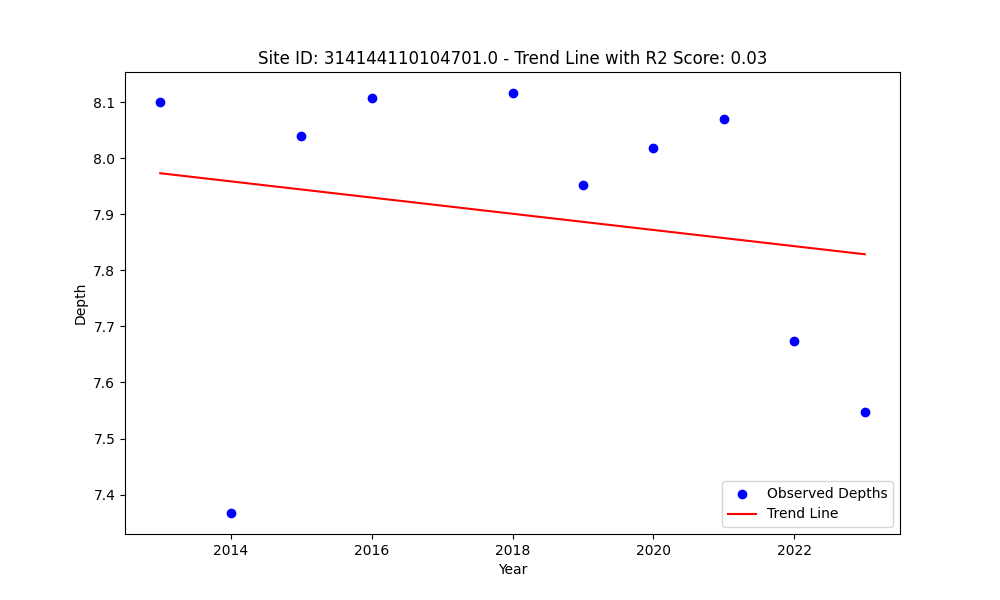 Site ID: 314144110104701.0 - Trend Line with R2 Score: 0.03
8.1
8.0
7.9
7.8
7.7
7.6
7.5
7.4
Depth
Observed Depths
Trend Line
2014 2016 2018 2020 2022
Year